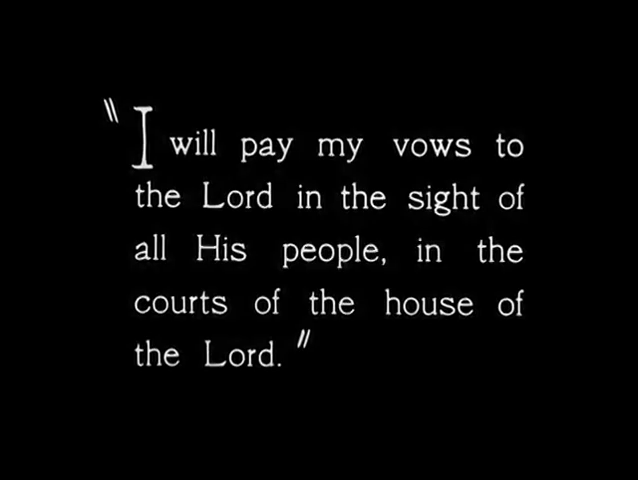 "I will pay my vows to
the Lord in the sight of
all His people, in the
courts of the house of
the Lord."